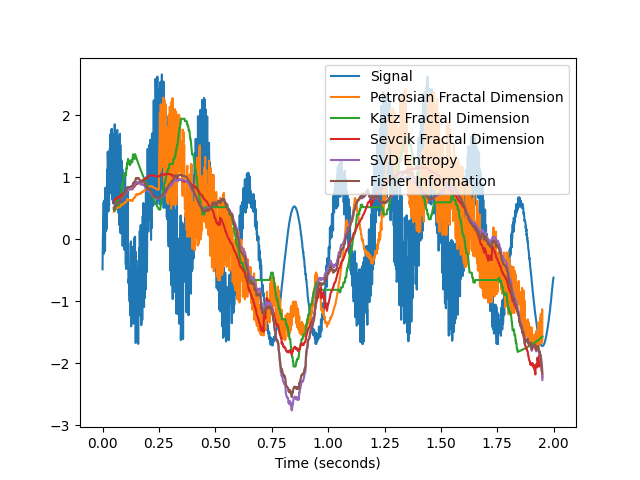 Signal
Petrosian Fractal Dimension
Katz Fractal Dimension
Sevcik Fractal Dimension
SVD Entropy
Fisher Information
2
1
0
−1
−2
−3
0.00 0.25 0.50 0.75 1.00 1.25 1.50 1.75 2.00
Time (seconds)